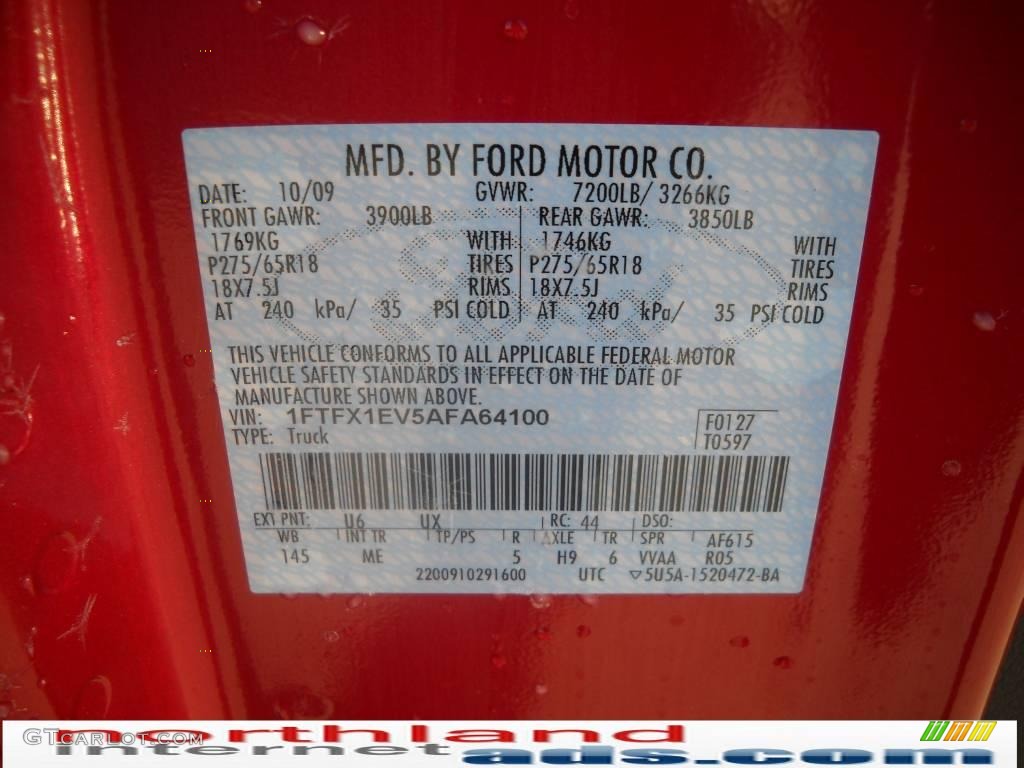 MFD. BY FORD MOTOR CO.
DATE: 10/09 GVWR: 7200LB/ 3266KG
FRONT GAWR: 3900LB REAR GAWR: 3850LB
1769KG WITH 1746KG WITH
P275/65R18 TIRES P275/65R18 TIRES
18X7.5J RIMS 18X7.5J RIMS
AT 240 kPa/ 35 PSI COLD AT 240 kPa/ 35 PSI COLD
THIS VEHICLE CONFORMS TO ALL APPLICABLE FEDERAL MOTOR
VEHICLE SAFETY STANDARDS IN EFFECT ON THE DATE OF
MANUFACTURE SHOWN ABOVE.
VIN: 1FTFX1EV5AFA64100 F0127
TYPE: Truck T0597
EXT PNT: U6 UX RC: 44 DSO:
WB INT TR TP/PS R AXLE TR SPR AF615
145 ME 5 H9 6 VVAA R05
2200910291600 UTC ▽5U5A-1520472-BA
GTcarlot.com
northland
internet ads.com